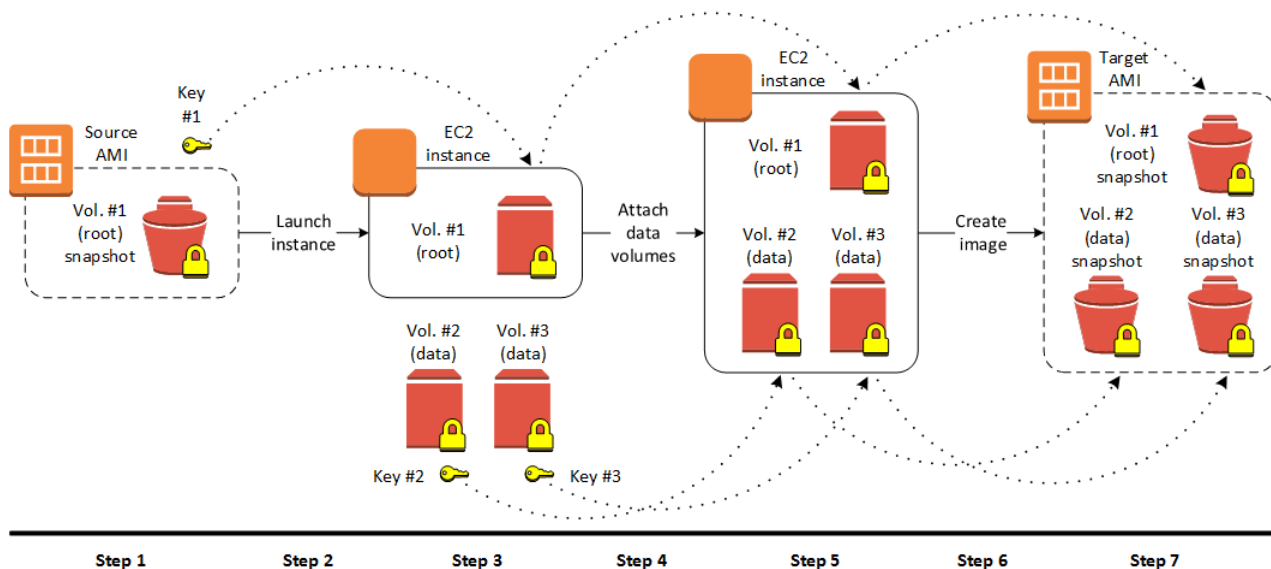 Key
#1
Source
AMI
Vol. #1
(root)
snapshot
Launch
instance
EC2
instance
Vol. #1
(root)
Vol. #2
(data)
Vol. #3
(data)
Key #2
Key #3
Attach
data
volumes
EC2
instance
Vol. #1
(root)
Vol. #2
(data)
Vol. #3
(data)
Create
image
Target
AMI
Vol. #1
(root)
snapshot
Vol. #2
(data)
snapshot
Vol. #3
(data)
snapshot
Step 1
Step 2
Step 3
Step 4
Step 5
Step 6
Step 7